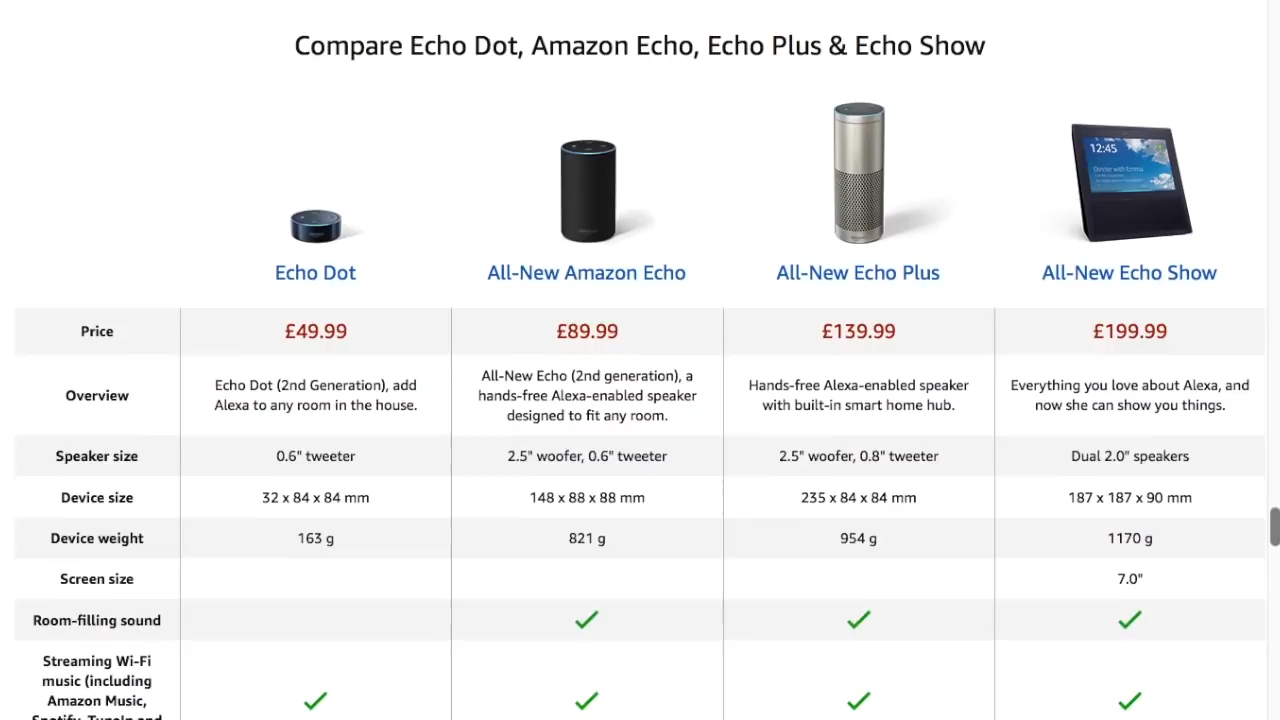 Compare Echo Dot, Amazon Echo, Echo Plus & Echo Show
12:45
Echo Dot
All-New Amazon Echo
All-New Echo Plus
All-New Echo Show
Price
£49.99
£89.99
£139.99
£199.99
Overview
Echo Dot (2nd Generation), add
Alexa to any room in the house.
All-New Echo (2nd generation), a
hands-free Alexa-enabled speaker
designed to fit any room.
Hands-free Alexa-enabled speaker
with built-in smart home hub.
Everything you love about Alexa, and
now she can show you things.
Speaker size
0.6" tweeter
2.5" woofer, 0.6" tweeter
2.5" woofer, 0.8" tweeter
Dual 2.0" speakers
Device size
32 x 84 x 84 mm
148 x 88 x 88 mm
235 x 84 x 84 mm
187 x 187 x 90 mm
Device weight
163 g
821 g
954 g
1170 g
Screen size
7.0"
Room-filling sound
Streaming Wi-Fi
music (including
Amazon Music,
Spotify, TuneIn and